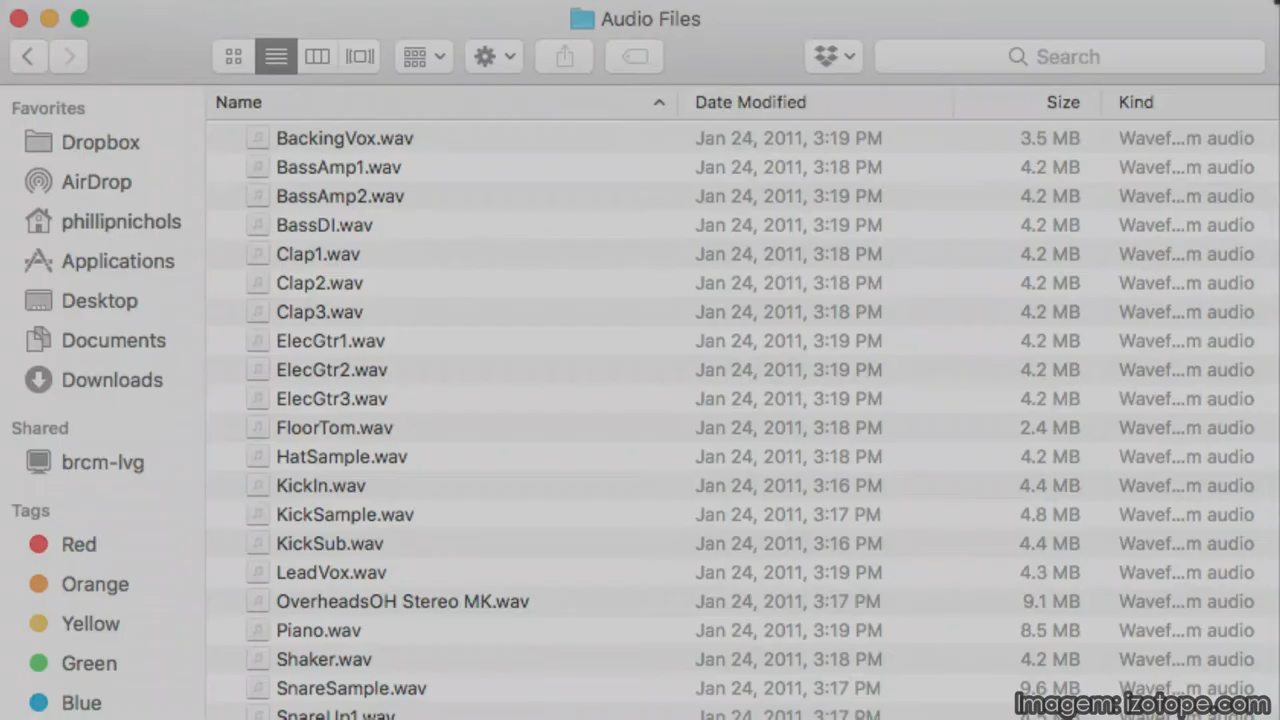 Audio Files
Search
Favorites
Dropbox
AirDrop
phillipnichols
Applications
Desktop
Documents
Downloads
Shared
brcm-lvg
Tags
Red
Orange
Yellow
Green
Blue
Name Date Modified Size Kind
BackingVox.wav Jan 24, 2011, 3:19 PM 3.5 MB Wavef...m audio
BassAmp1.wav Jan 24, 2011, 3:18 PM 4.2 MB Wavef...m audio
BassAmp2.wav Jan 24, 2011, 3:19 PM 4.2 MB Wavef...m audio
BassDI.wav Jan 24, 2011, 3:19 PM 4.2 MB Wavef...m audio
Clap1.wav Jan 24, 2011, 3:18 PM 4.2 MB Wavef...m audio
Clap2.wav Jan 24, 2011, 3:18 PM 4.2 MB Wavef...m audio
Clap3.wav Jan 24, 2011, 3:18 PM 4.2 MB Wavef...m audio
ElecGtr1.wav Jan 24, 2011, 3:19 PM 4.2 MB Wavef...m audio
ElecGtr2.wav Jan 24, 2011, 3:19 PM 4.2 MB Wavef...m audio
ElecGtr3.wav Jan 24, 2011, 3:19 PM 4.2 MB Wavef...m audio
FloorTom.wav Jan 24, 2011, 3:18 PM 2.4 MB Wavef...m audio
HatSample.wav Jan 24, 2011, 3:18 PM 4.2 MB Wavef...m audio
KickIn.wav Jan 24, 2011, 3:16 PM 4.4 MB Wavef...m audio
KickSample.wav Jan 24, 2011, 3:17 PM 4.8 MB Wavef...m audio
KickSub.wav Jan 24, 2011, 3:16 PM 4.4 MB Wavef...m audio
LeadVox.wav Jan 24, 2011, 3:19 PM 4.3 MB Wavef...m audio
OverheadsOH Stereo MK.wav Jan 24, 2011, 3:17 PM 9.1 MB Wavef...m audio
Piano.wav Jan 24, 2011, 3:19 PM 8.5 MB Wavef...m audio
Shaker.wav Jan 24, 2011, 3:18 PM 4.2 MB Wavef...m audio
SnareSample.wav Jan 24, 2011, 3:17 PM 9.6 MB Wavef...m audio
SnareUp1.wav Jan 24, 2011, 3:17 PM
Imagem: izotope.com